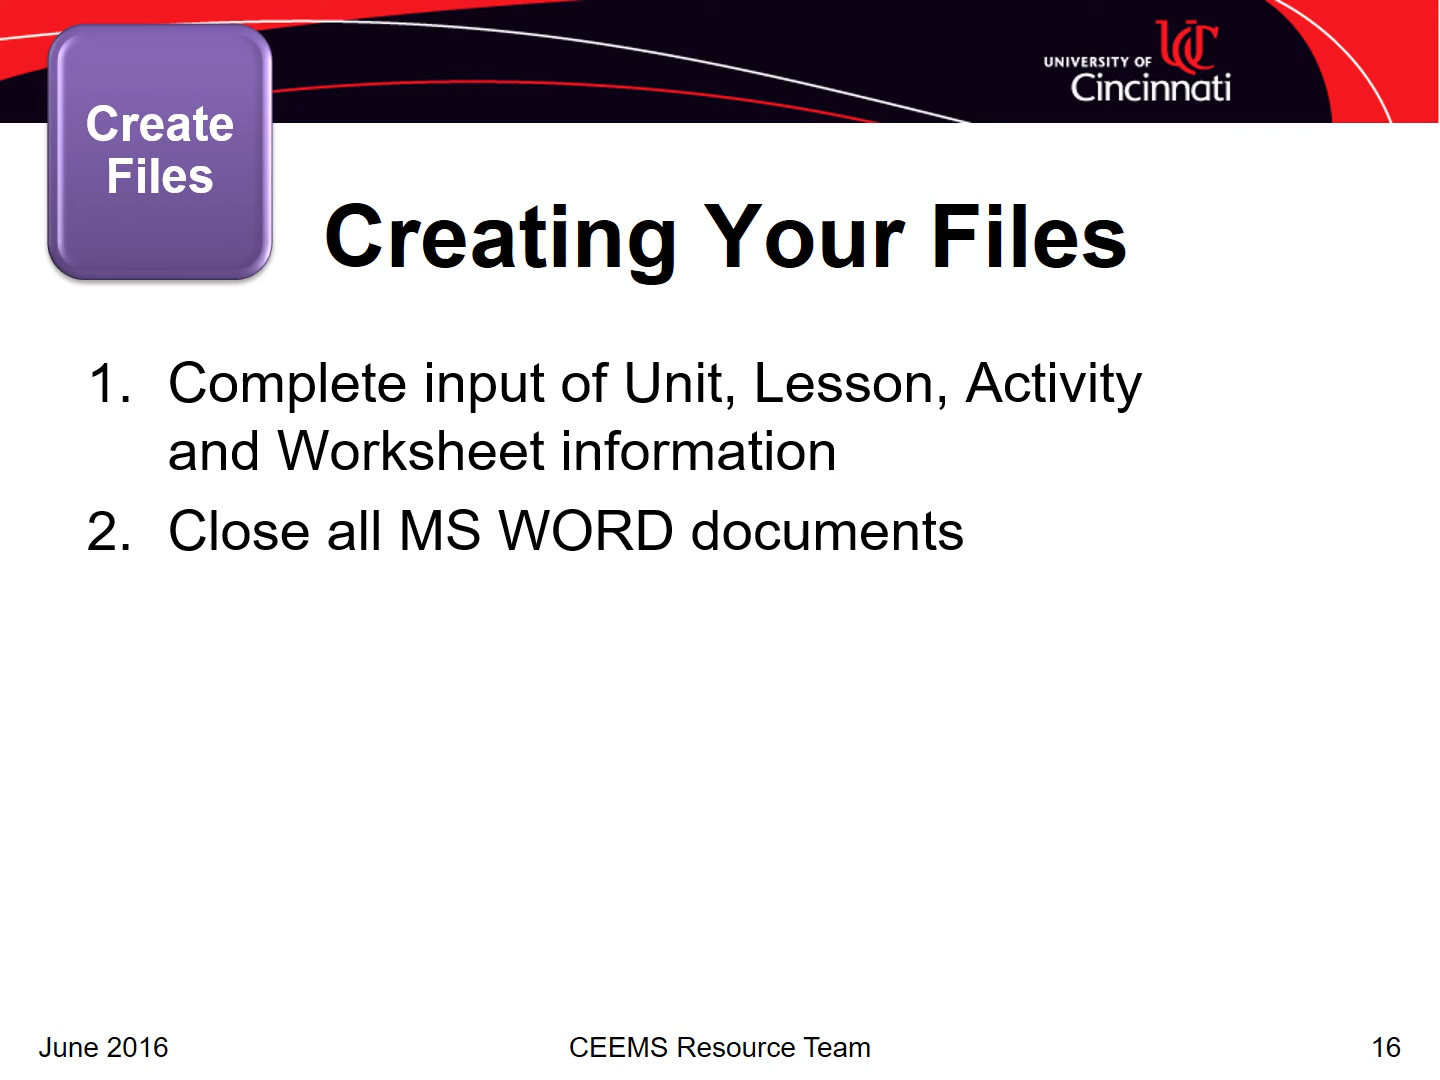 UNIVERSITY OF
Cincinnati
Create
Files
Creating Your Files
1. Complete input of Unit, Lesson, Activity
and Worksheet information
2. Close all MS WORD documents
June 2016
CEEMS Resource Team
16